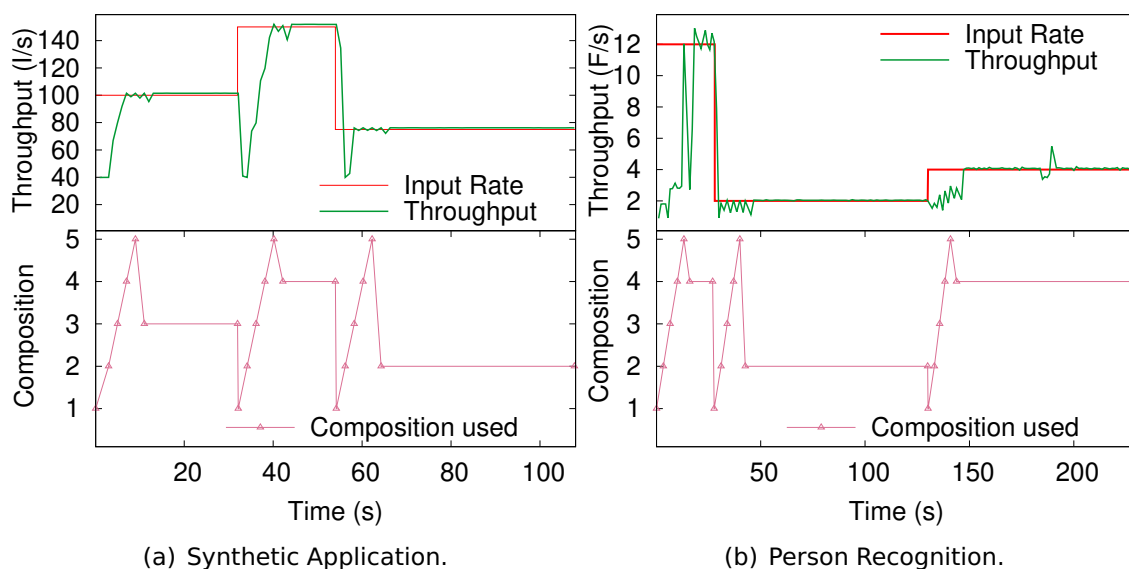 Throughput (I/s)
140
120
100
80
60
40
20
Input Rate
Throughput
Composition
5
4
3
2
1
Composition used
20
40
60
80
100
Time (s)
(a) Synthetic Application.
Throughput (F/s)
12
10
8
6
4
2
Input Rate
Throughput
Composition
5
4
3
2
1
Composition used
50
100
150
200
Time (s)
(b) Person Recognition.